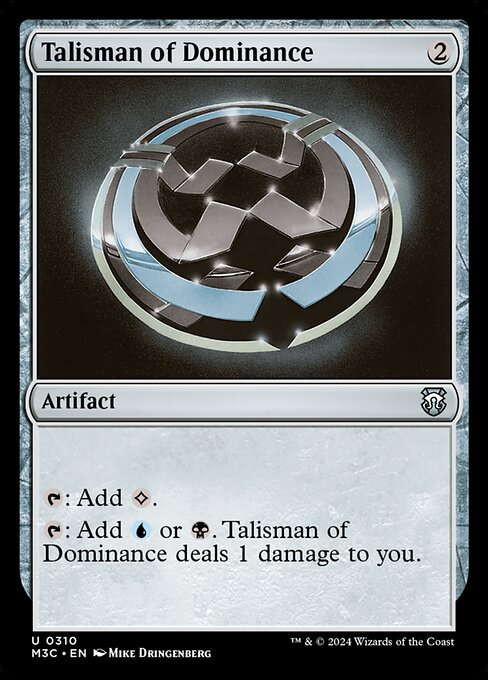 Talisman of Dominance 2
Artifact
: Add .
: Add or . Talisman of
Dominance deals 1 damage to you.
U 0310
M3C • EN Mike Dringenberg
™ & © 2024 Wizards of the Coast